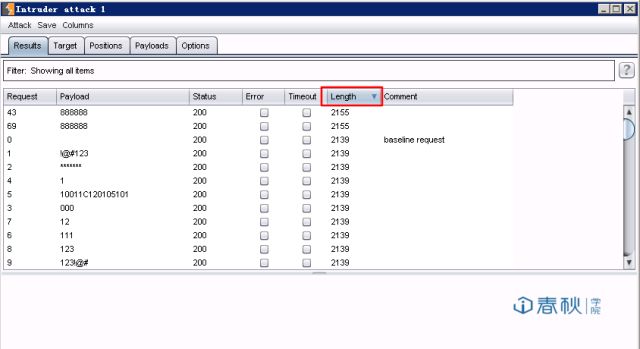 Intruder attack 1
Attack Save Columns
Results Target Positions Payloads Options
Filter: Showing all items ?
Request Payload Status Error Timeout Length Comment
43 888888 200 2155
69 888888 200 2155
0 200 2139 baseline request
1 !@#123 200 2139
2 ******* 200 2139
4 1 200 2139
5 10011C120105101 200 2139
3 000 200 2139
7 12 200 2139
6 111 200 2139
8 123 200 2139
9 123!@# 200 2139
春秋 学院